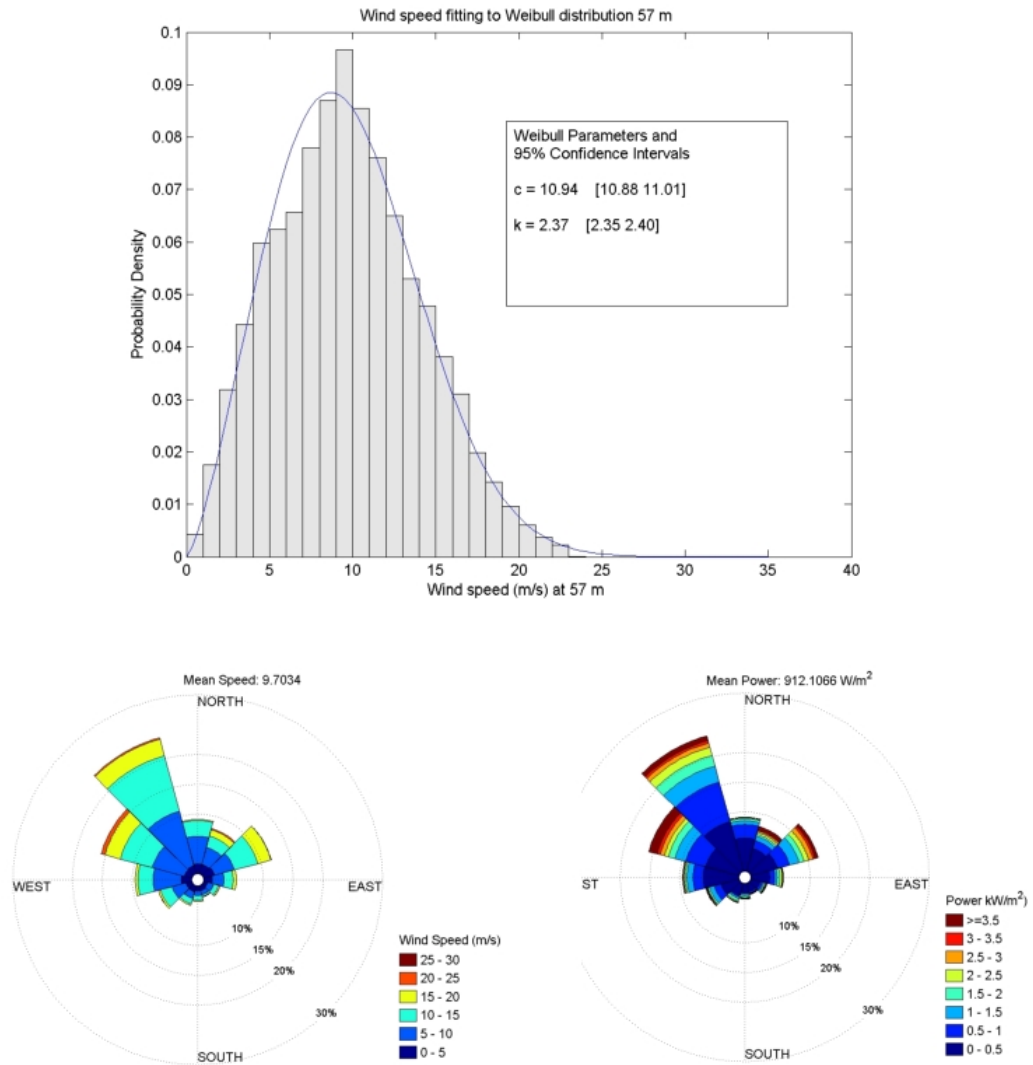 Wind speed fitting to Weibull distribution 57 m
0.1
0.09
0.08
0.07
0.06
0.05
0.04
0.03
0.02
0.01
0
Probability Density
Weibull Parameters and
95% Confidence Intervals
c = 10.94 [10.88 11.01]
k = 2.37 [2.35 2.40]
0 5 10 15 20 25 30 35 40
Wind speed (m/s) at 57 m
Mean Speed: 9.7034
NORTH
WEST
EAST
10%
15%
20%
30%
SOUTH
Wind Speed (m/s)
25 - 30
20 - 25
15 - 20
10 - 15
5 - 10
0 - 5
Mean Power: 912.1066 W/m²
NORTH
ST
EAST
10%
15%
20%
30%
SOUTH
Power kW/m²)
>=3.5
3 - 3.5
2.5 - 3
2 - 2.5
1.5 - 2
1 - 1.5
0.5 - 1
0 - 0.5